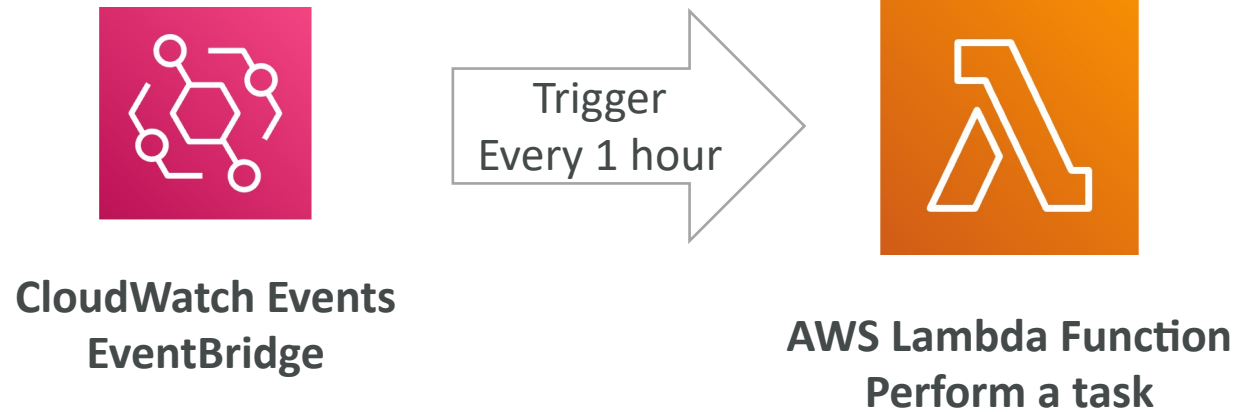 Trigger
Every 1 hour
CloudWatch Events
EventBridge
AWS Lambda Function
Perform a task